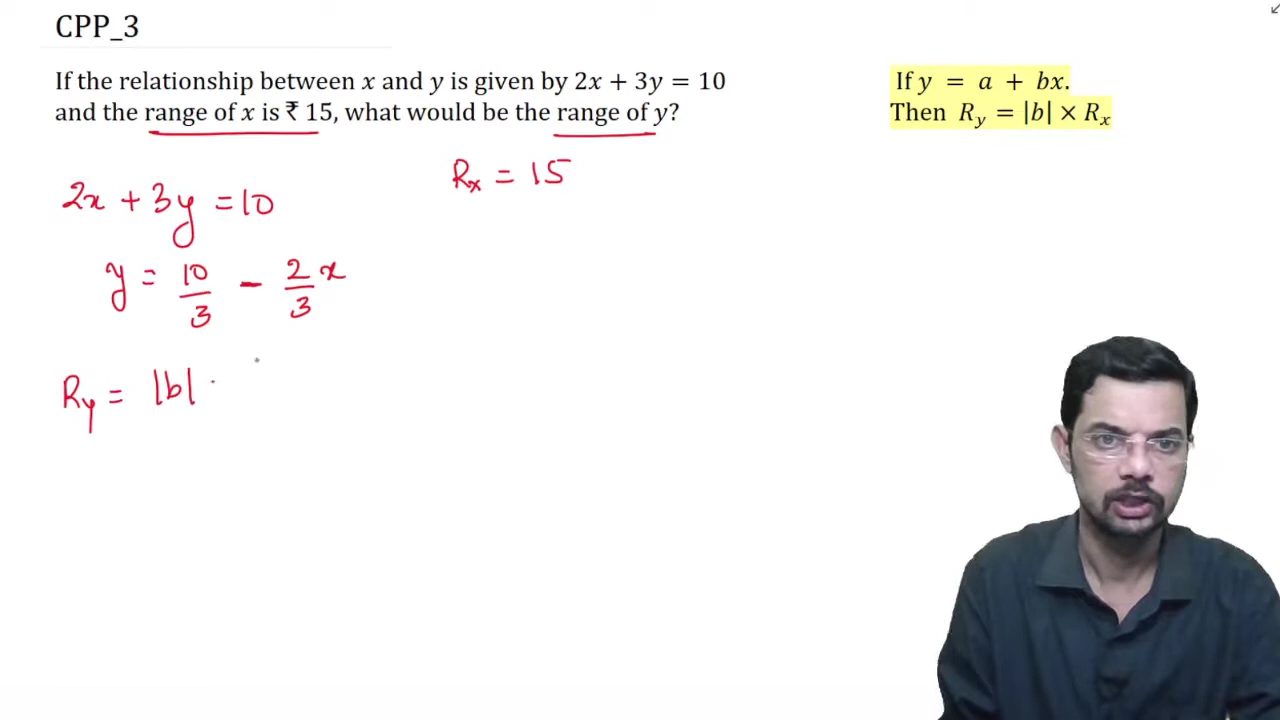 CPP_3
If the relationship between x and y is given by 2x + 3y = 10
and the range of x is ₹ 15, what would be the range of y?
If y = a + bx.
Then R_y = |b| × R_x
R_x = 15
2x + 3y = 10
y = 10/3 - 2/3 x
R_y = |b| ·